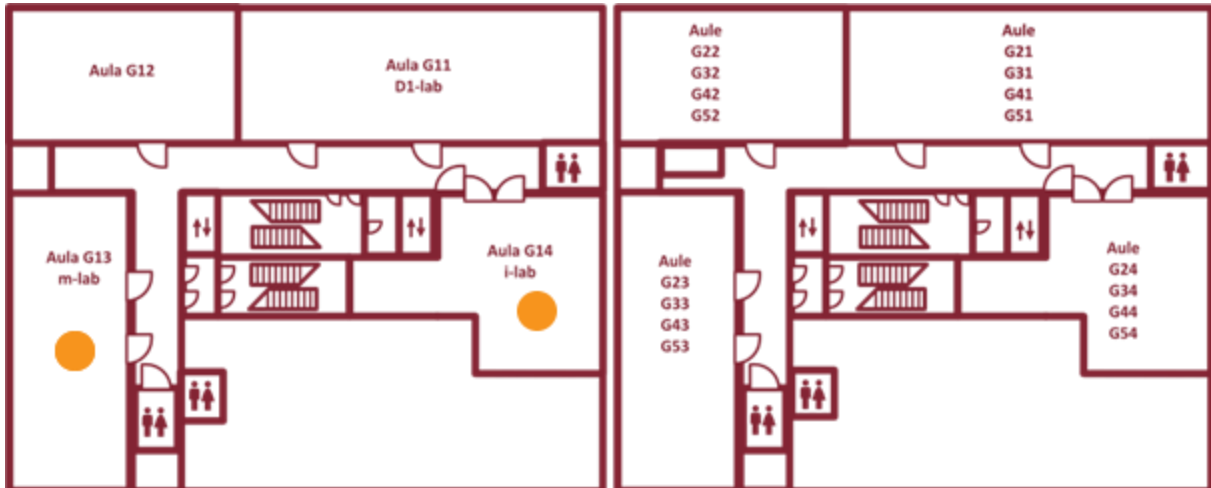 Aula G12
Aula G11
D1-lab
Aula G13
m-lab
Aula G14
i-lab
Aule
G22
G32
G42
G52
Aule
G21
G31
G41
G51
Aule
G23
G33
G43
G53
Aule
G24
G34
G44
G54